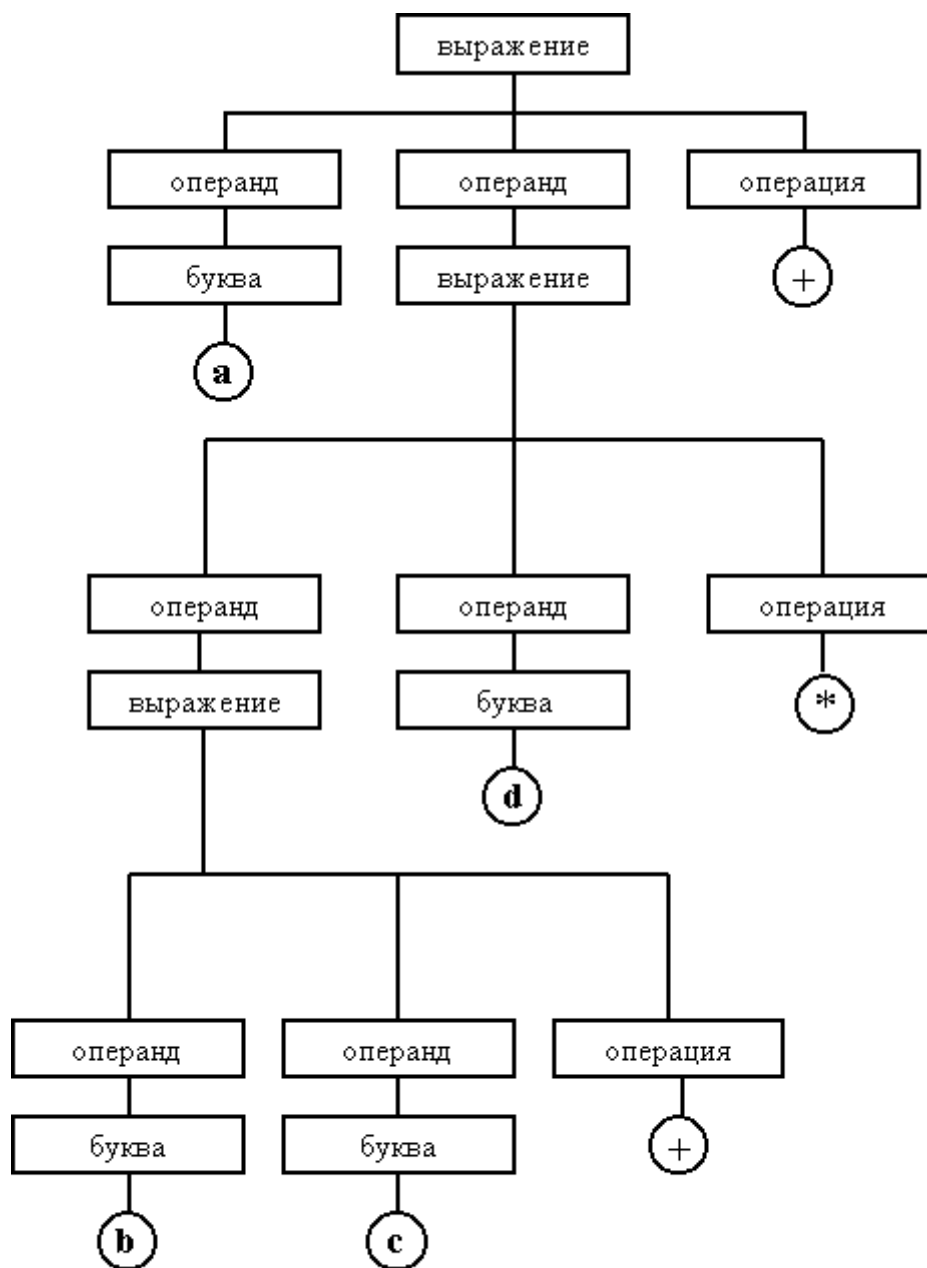 выражение
операнд операнд операция
буква выражение +
a
операнд операнд операция
выражение буква *
d
операнд операнд операция
буква буква +
b c